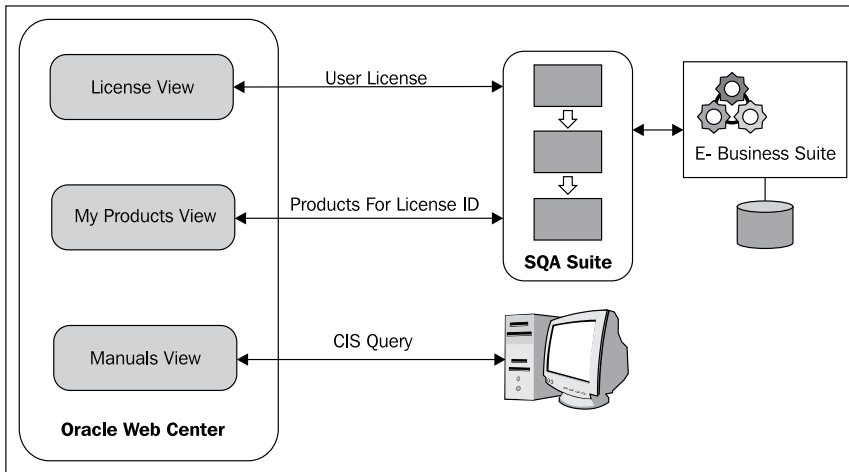 License View
User License
E- Business Suite
My Products View
Products For License ID
SQA Suite
CIS Query
Manuals View
Oracle Web Center